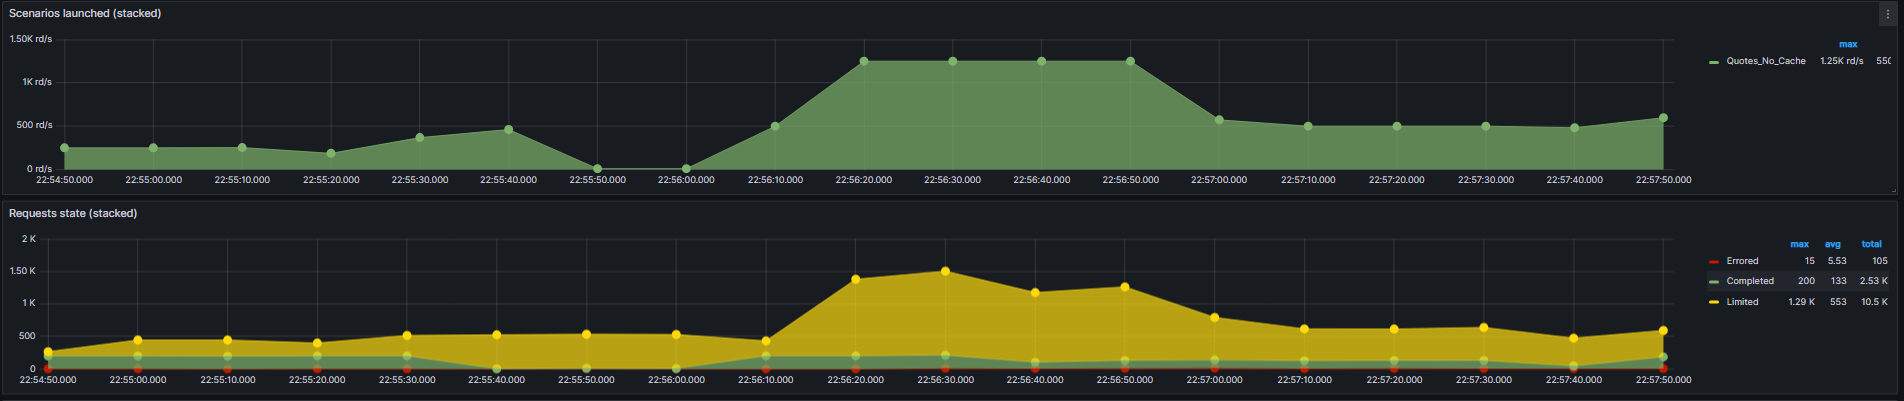 Scenarios launched (stacked)
1.50K rd/s
1K rd/s
500 rd/s
0 rd/s
22:54:50.000 22:55:00.000 22:55:10.000 22:55:20.000 22:55:30.000 22:55:40.000 22:55:50.000 22:56:00.000 22:56:10.000 22:56:20.000 22:56:30.000 22:56:40.000 22:56:50.000 22:57:00.000 22:57:10.000 22:57:20.000 22:57:30.000 22:57:40.000 22:57:50.000
max
Quotes_No_Cache 1.25K rd/s 550
Requests state (stacked)
2 K
1.50 K
1 K
500
0
22:54:50.000 22:55:00.000 22:55:10.000 22:55:20.000 22:55:30.000 22:55:40.000 22:55:50.000 22:56:00.000 22:56:10.000 22:56:20.000 22:56:30.000 22:56:40.000 22:56:50.000 22:57:00.000 22:57:10.000 22:57:20.000 22:57:30.000 22:57:40.000 22:57:50.000
max avg total
Errored 15 5.53 105
Completed 200 133 2.53 K
Limited 1.29 K 553 10.5 K